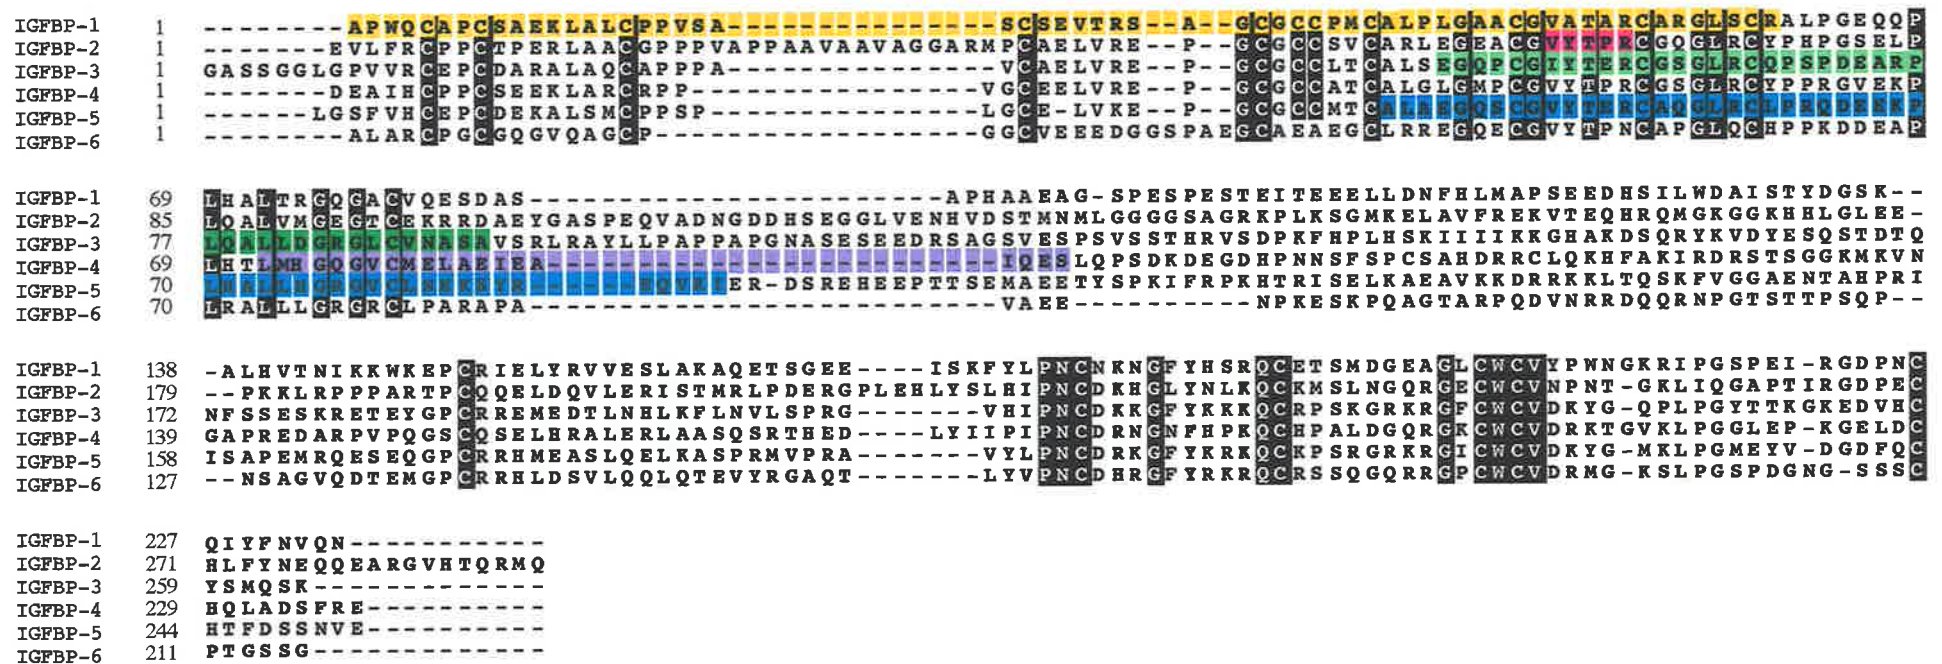 IGFBP-1 1 --------APWQCAPCSAEKLALCPPVSA---------------SCSEVTRS--A--GCGCCPMCALPLGAACGVATARCARGLSCRALPGEQQP
IGFBP-2 1 -------EVLFRCPPCTPERLAACGPPPVAPPAAVAAVAGGARMPCAELVRE--P--GCGCCSVCARLEGEACGVYTPRCGQGLRCYPHPGSELP
IGFBP-3 1 GASSGGLGPVVRCEPCDARALAQCAPPPA---------------VCAELVRE--P--GCGCCLTCALSEGQPCGIYTERCGSGLRCQPSPDEARP
IGFBP-4 1 -------DEAIHCPPCSEEKLARCRPP----------------VGCEELVRE--P--GCGCCATCALGLGMPCGVYTPRCGSGLRCYPPRGVEKP
IGFBP-5 1 ------LGSFVHCEPCDEKALSMCPPSP---------------LGCE-LVKE--P--GCGCCMTCALAEGQSCGVYTERCAQGLRCLPRQDEEKP
IGFBP-6 1 --------ALARCPGCGQGVQAGCP------------------GGCVEEEDGGSPAEGCAEAEGCLRREGQECGVYTPNCAPGLQCHPPKDDEAP
IGFBP-1 69 LHALTRGQGACVQESDAS-----------------------APHAAEAG-SPESPESTEITEEELLDNFHLMAPSEEDHSILWDAISTYDGSK--
IGFBP-2 85 LQALVMGEGTCEKRRDAEYGASPEQVADNGDDHSEGGLVENHVDSTMNMLGGGGSAGRKPLKSGMKELAVFREKVTEQHRQMGKGGKHHLGLEE-
IGFBP-3 77 LQALLDGRGLCVNASAVSRLRAYLLPAPPAPGNASESEEDRSAGSVESPSVSSTHRVSDPKFHPLHSKIIIIKKGHAKDSQRYKVDYESQSTDTQ
IGFBP-4 69 LHTLMHGQGVCMELAEIEA-------------------------IQESLQPSDKDEGDHPNNSFSPCSAHDRRCLQKHFAKIRDRSTSGGKMKVN
IGFBP-5 70 LHALLHGRGVCLNEKSYR------EQVKIER-DSREHEEPTTSEMAEETYSPKIFRPKHTRISELKAEAVKKDRRKKLTQSKFVGGAENTAHPRI
IGFBP-6 70 LRALLLGRGRCLPARAPA--------------------------VAEE----------NPKESKPQAGTARPQDVNRRDQQRNPGTSTTPSQP--
IGFBP-1 138 -ALHVTNIKKWKEPCRIELYRVVESLAKAQETSGEE----ISKFYLPNCNKNGFYHSRQCETSMDGEAGLCWCVYPWNGKRIPGSPEI-RGDPNC
IGFBP-2 179 --PKKLRPPPARTPCQQELDQVLERISTMRLPDERGPLEHLYSLHIPNCDKHGLYNLKQCKMSLNGQRGECWCVNPNT-GKLIQGAPTIRGDPEC
IGFBP-3 172 NFSSESKRETEYGPCRREMEDTLNHLKFLNVLSPRG-------VHIPNCDKKGFYKKKQCRPSKGRKRGFCWCVDKYG-QPLPGYTTKGKEDVHC
IGFBP-4 139 GAPREDARPVPQGSCQSELHRALERLAASQSRTHED----LYIIPIPNCDRNGNFHPKQCHPALDGQRGKCWCVDRKTGVKLPGGLEP-KGELDC
IGFBP-5 158 ISAPEMRQESEQGPCRRHMEASLQELKASPRMVPRA-------VYLPNCDRKGFYKRKQCKPSRGRKRGICWCVDKYG-MKLPGMEYV-DGDFQC
IGFBP-6 127 --NSAGVQDTEMGPCRRHLDSVLQQLQTEVYRGAQT-------LYVPNCDHRGFYRKRQCRSSQGQRRGPCWCVDRMG-KSLPGSPDGNG-SSSC
IGFBP-1 227 QIYFNVQN-----------
IGFBP-2 271 HLFYNEQQEARGVHTQRMQ
IGFBP-3 259 YSMQSK-------------
IGFBP-4 229 HQLADSFRE----------
IGFBP-5 244 HTFDSSNVE----------
IGFBP-6 211 PTGSSG-------------